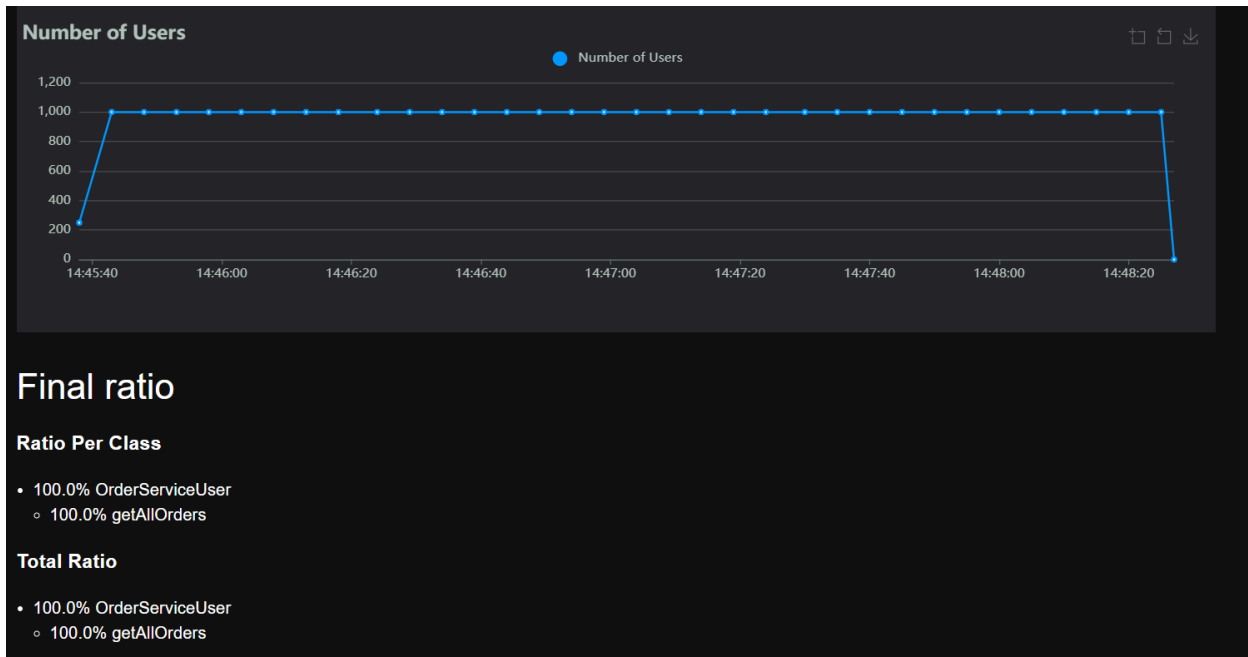 Number of Users
Number of Users
1,200
1,000
800
600
400
200
0
14:45:40 14:46:00 14:46:20 14:46:40 14:47:00 14:47:20 14:47:40 14:48:00 14:48:20
Final ratio
Ratio Per Class
• 100.0% OrderServiceUser
◦ 100.0% getAllOrders
Total Ratio
• 100.0% OrderServiceUser
◦ 100.0% getAllOrders